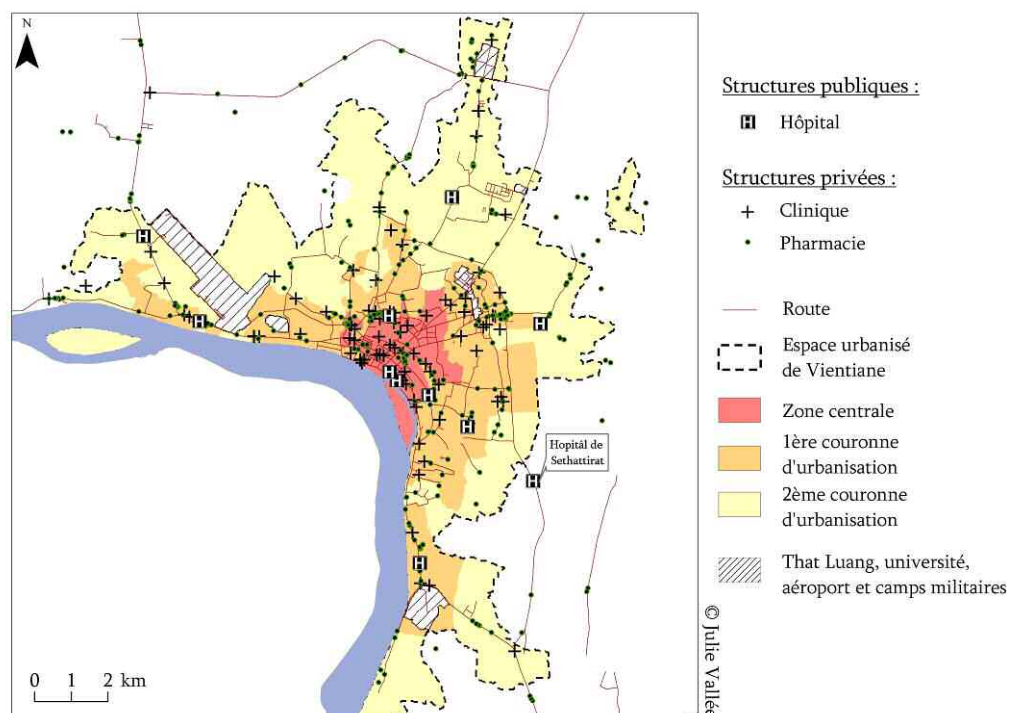 N
Hopitâl de
Sethattirat
0 1 2 km
Structures publiques :
H Hôpital
Structures privées :
Clinique
Pharmacie
Route
Espace urbanisé
de Vientiane
Zone centrale
1ère couronne
d'urbanisation
2ème couronne
d'urbanisation
That Luang, université,
aéroport et camps militaires
© Julie Vallée